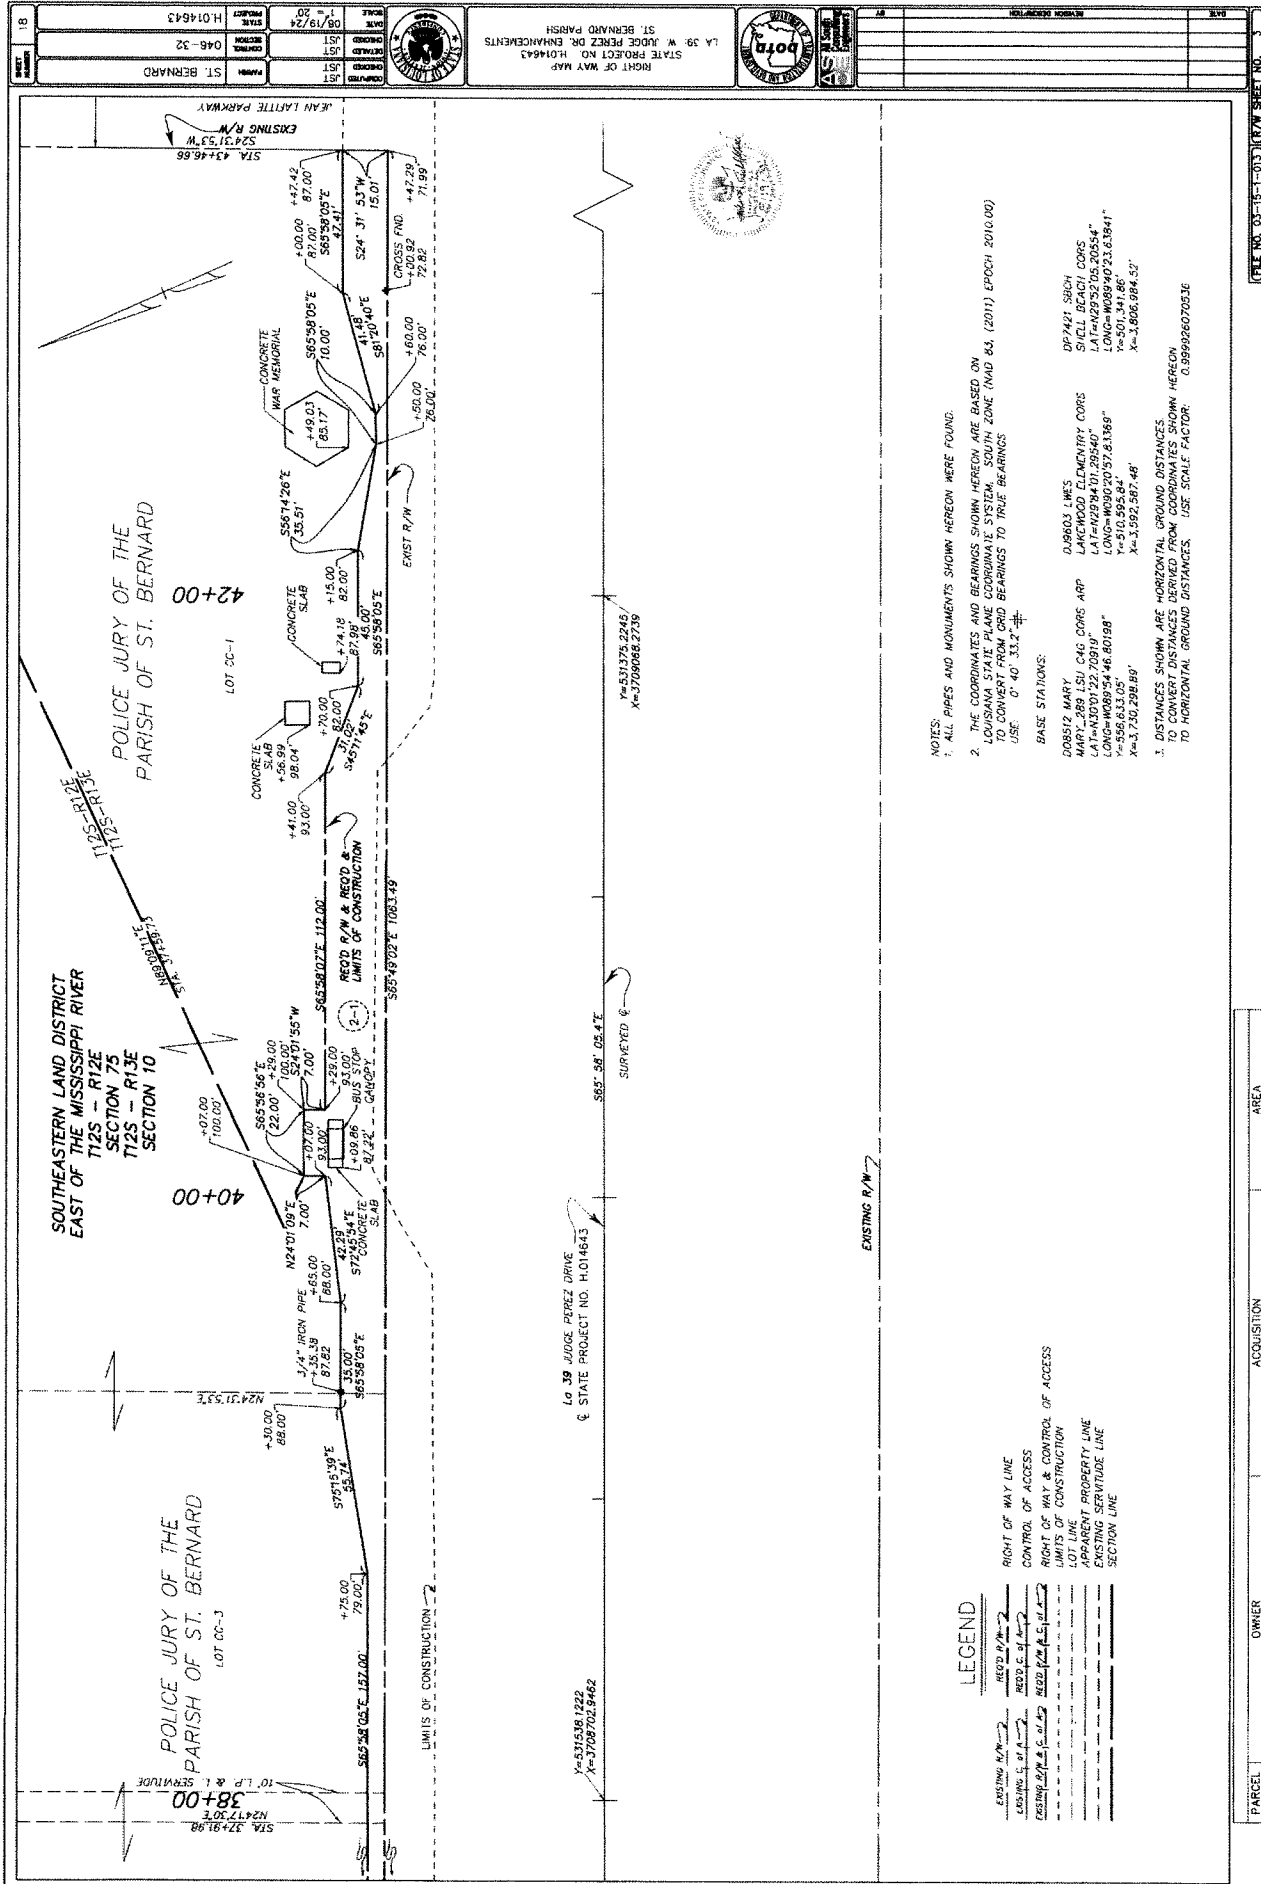 SHEET NUMBER
18
PARISH
ST. BERNARD
CONTROL SECTION
046-32
STATE PROJECT
H.014643
COMPUTED
JST
CHECKED
JST
DETAILED
JST
CHECKED
JST
DATE
08/19/24
SCALE
1" = 20'
RIGHT OF WAY MAP
STATE PROJECT NO. H.014643
LA 39: W. JUDGE PEREZ DR. ENHANCEMENTS
ST. BERNARD PARISH
DOTD
BY
REVISION DESCRIPTION
DATE
FILE NO. 03-15-1-013
R/W SHEET NO. 3
SOUTHEASTERN LAND DISTRICT
EAST OF THE MISSISSIPPI RIVER
T12S - R12E
SECTION 75
T12S - R13E
SECTION 10
T12S-R12E
T12S-R13E
N89°09'11"E
STA. 37+59.73
POLICE JURY OF THE
PARISH OF ST. BERNARD
LOT CC-3
POLICE JURY OF THE
PARISH OF ST. BERNARD
LOT CC-1
38+00
40+00
42+00
STA. 37+91.98
N24°17'30"E
10' L.P. & L. SERVITUDE
S65°58'05"E 157.00'
+75.00
79.00'
S75°15'39"E
55.74'
+30.00
88.00'
N24°31'53"E
3/4" IRON PIPE
+35.38
87.82
35.00'
S65°58'05"E
+65.00
88.00'
42.29'
S72°45'54"E
CONCRETE
SLAB
N24°01'09"E
7.00'
+07.00
100.00'
+07.00
93.00'
S65°56'56"E
22.00'
+29.00
100.00'
S24°01'55"W
7.00'
+29.00
93.00'
+09.86
87.22'
BUS STOP
CANOPY
2-1
REQ'D R/W & REQ'D
LIMITS OF CONSTRUCTION
S65°58'07"E 112.00'
S65°49'02"E 1063.49'
+41.00
93.00'
31.02'
S45°11'45"E
CONCRETE
SLAB
+56.99
98.04'
+70.00
82.00'
CONCRETE
SLAB
+74.18
87.98'
45.00'
S65°58'05"E
+15.00
82.00'
S56°14'26"E
35.51'
EXIST R/W
+50.00
76.00'
+60.00
76.00'
S65°58'05"E
10.00'
CONCRETE
WAR MEMORIAL
+49.03
85.17'
41.48'
S81°20'40"E
+00.00
87.00'
S65°58'05"E
47.41'
+47.42
87.00'
S24° 31' 53"W
15.01'
CROSS FND.
+00.92
72.82
+47.29
71.99'
STA. 43+46.66
S24°31'53"W
EXISTING R/W
JEAN LAFITTE PARKWAY
LIMITS OF CONSTRUCTION
Y=531538.1222
X=3708702.9462
La 39 JUDGE PEREZ DRIVE
℄ STATE PROJECT NO. H.014643
S65° 58' 05.4"E
SURVEYED ℄
Y=531375.2245
X=3709068.2739
EXISTING R/W
NOTES:
1. ALL PIPES AND MONUMENTS SHOWN HEREON WERE FOUND.
2. THE COORDINATES AND BEARINGS SHOWN HEREON ARE BASED ON
LOUISIANA STATE PLANE COORDINATE SYSTEM, SOUTH ZONE (NAD 83, (2011) EPOCH 2010.00)
TO CONVERT FROM GRID BEARINGS TO TRUE BEARINGS
USE: 0° 40' 33.2"
BASE STATIONS:
DO8512 MARY
MARY_289 LSU C4G CORS ARP
LAT=N30°01'22.70919"
LONG=W089°54'46.80198"
Y=556,633.05'
X=3,730,298.89'
DJ9603 LWES
LAKEWOOD ELEMENTRY CORS
LONG=W090°20'57.83369"
Y=510,595.84'
X=3,592,587.48'
DP7421 SBCH
SHELL BEACH CORS
LAT=N29°52'05.20554"
LONG=W089°40'23.63841"
Y=501,341.86'
X=3,806,984.52'
3. DISTANCES SHOWN ARE HORIZONTAL GROUND DISTANCES.
TO CONVERT DISTANCES DERIVED FROM COORDINATES SHOWN HEREON
TO HORIZONTAL GROUND DISTANCES, USE SCALE FACTOR: 0.999926070536
LEGEND
EXISTING R/W REQ'D R/W RIGHT OF WAY LINE
EXISTING C. of A REQ'D C. of A CONTROL OF ACCESS
EXISTING R/W & C. of A REQ'D R/W & C. of A RIGHT OF WAY & CONTROL OF ACCESS
LIMITS OF CONSTRUCTION
LOT LINE
APPARENT PROPERTY LINE
EXISTING SERVITUDE LINE
SECTION LINE
PARCEL OWNER ACQUISITION AREA